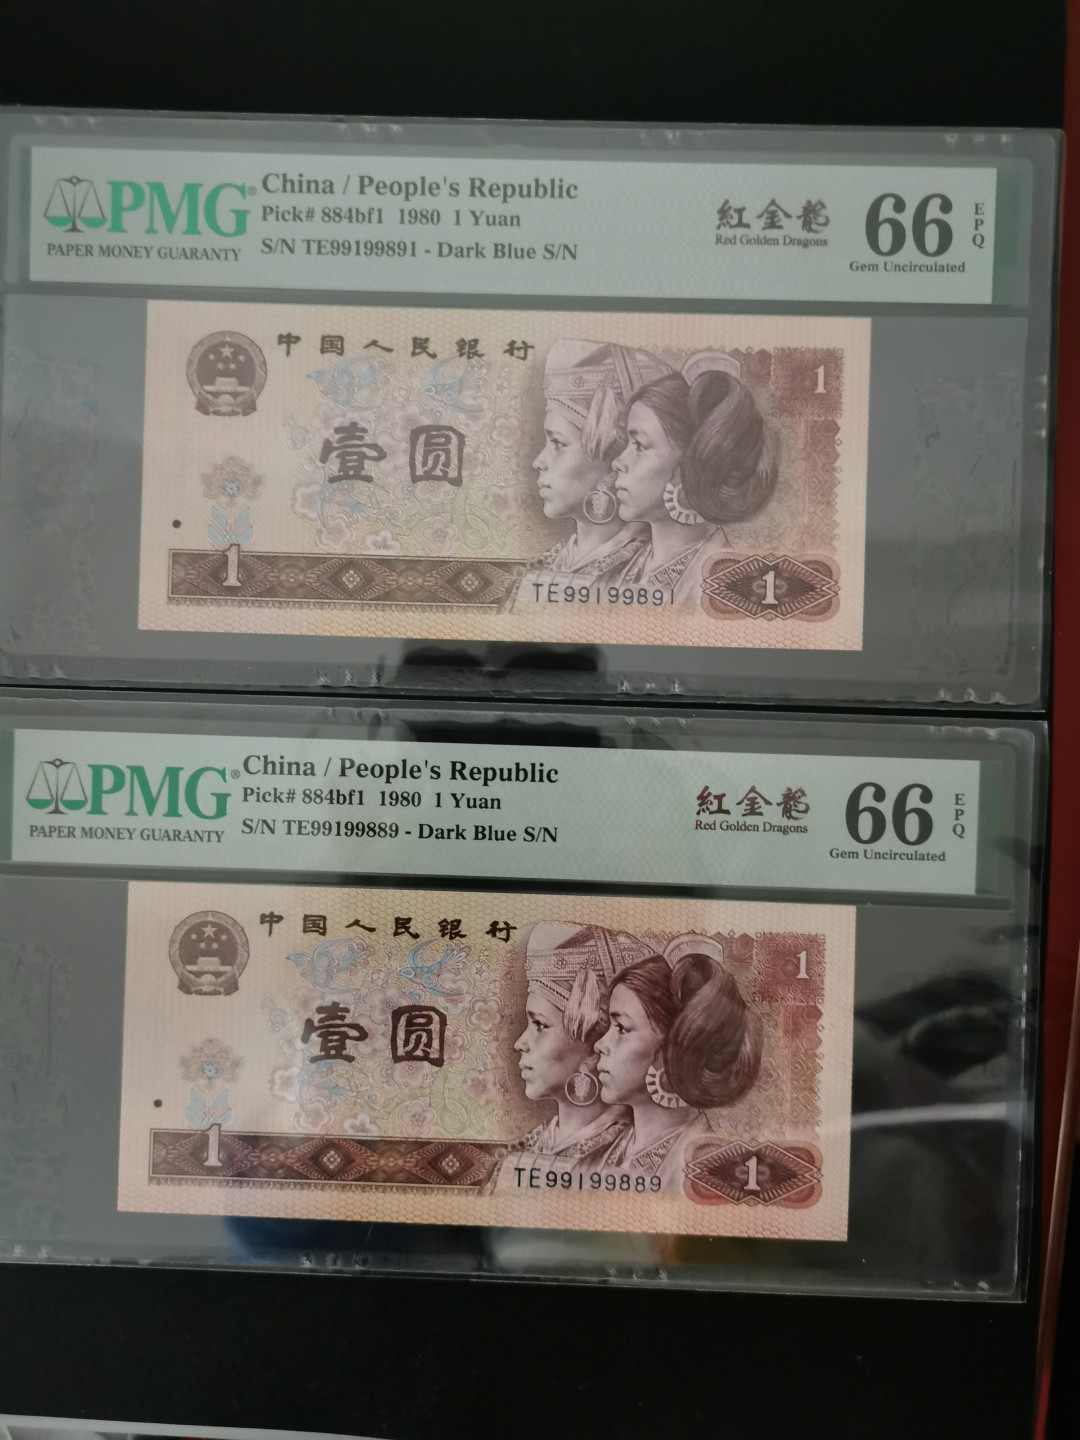 PMG®
PAPER MONEY GUARANTY
China / People's Republic
Pick# 884bf1 1980 1 Yuan
S/N TE99199891 - Dark Blue S/N
紅金龍
Red Golden Dragons
66
EPQ
Gem Uncirculated
中国人民银行
1
壹圆
1
TE99199891
1
PMG®
PAPER MONEY GUARANTY
China / People's Republic
Pick# 884bf1 1980 1 Yuan
S/N TE99199889 - Dark Blue S/N
紅金龍
Red Golden Dragons
66
EPQ
Gem Uncirculated
中国人民银行
1
壹圆
1
TE99199889
1